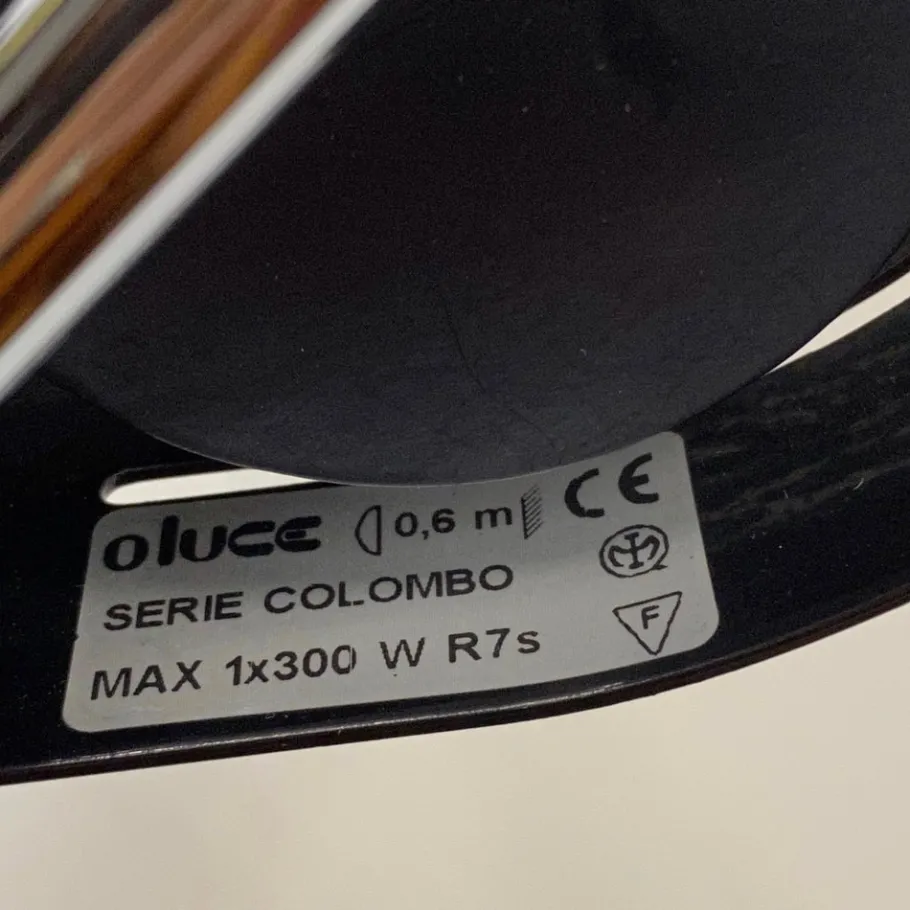 oluce 0,6 m CE
SERIE COLOMBO
MAX 1x300 W R7s
F